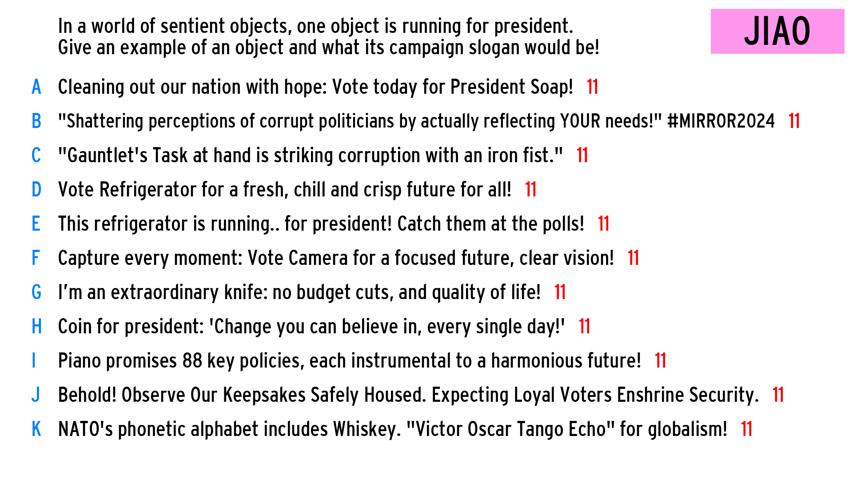 In a world of sentient objects, one object is running for president.
Give an example of an object and what its campaign slogan would be!
JIAO
A Cleaning out our nation with hope: Vote today for President Soap! 11
B "Shattering perceptions of corrupt politicians by actually reflecting YOUR needs!" #MIRROR2024 11
C "Gauntlet's Task at hand is striking corruption with an iron fist." 11
D Vote Refrigerator for a fresh, chill and crisp future for all! 11
E This refrigerator is running.. for president! Catch them at the polls! 11
F Capture every moment: Vote Camera for a focused future, clear vision! 11
G I'm an extraordinary knife: no budget cuts, and quality of life! 11
H Coin for president: 'Change you can believe in, every single day!' 11
I Piano promises 88 key policies, each instrumental to a harmonious future! 11
J Behold! Observe Our Keepsakes Safely Housed. Expecting Loyal Voters Enshrine Security. 11
K NATO's phonetic alphabet includes Whiskey. "Victor Oscar Tango Echo" for globalism! 11